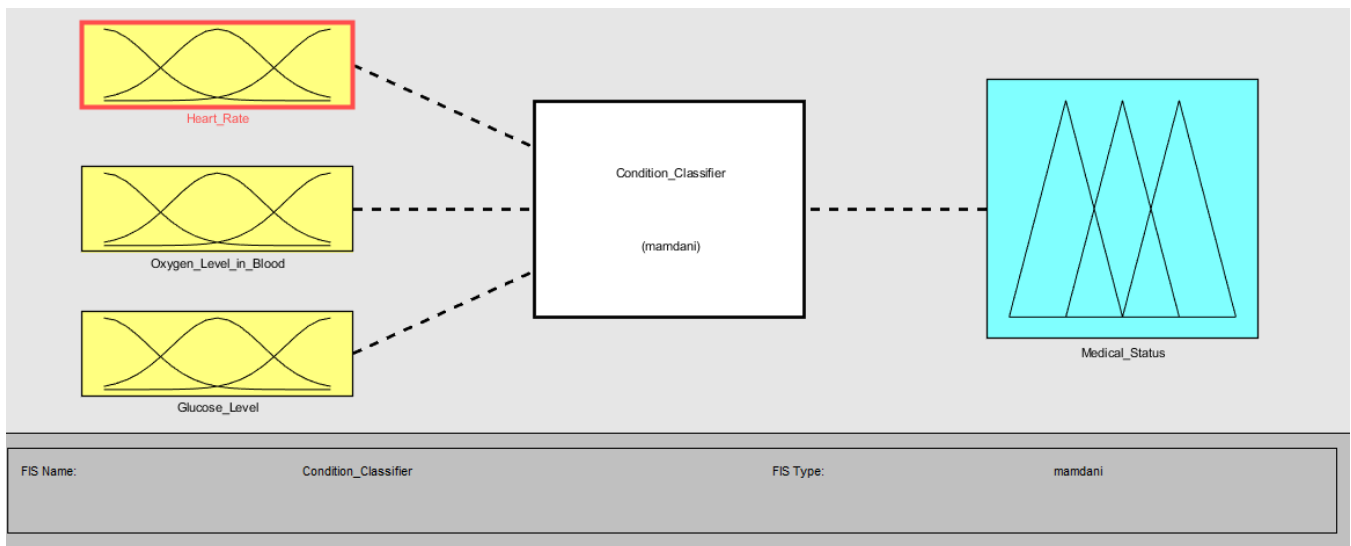 Heart_Rate
Oxygen_Level_in_Blood
Glucose_Level
Condition_Classifier
(mamdani)
Medical_Status
FIS Name: Condition_Classifier FIS Type: mamdani